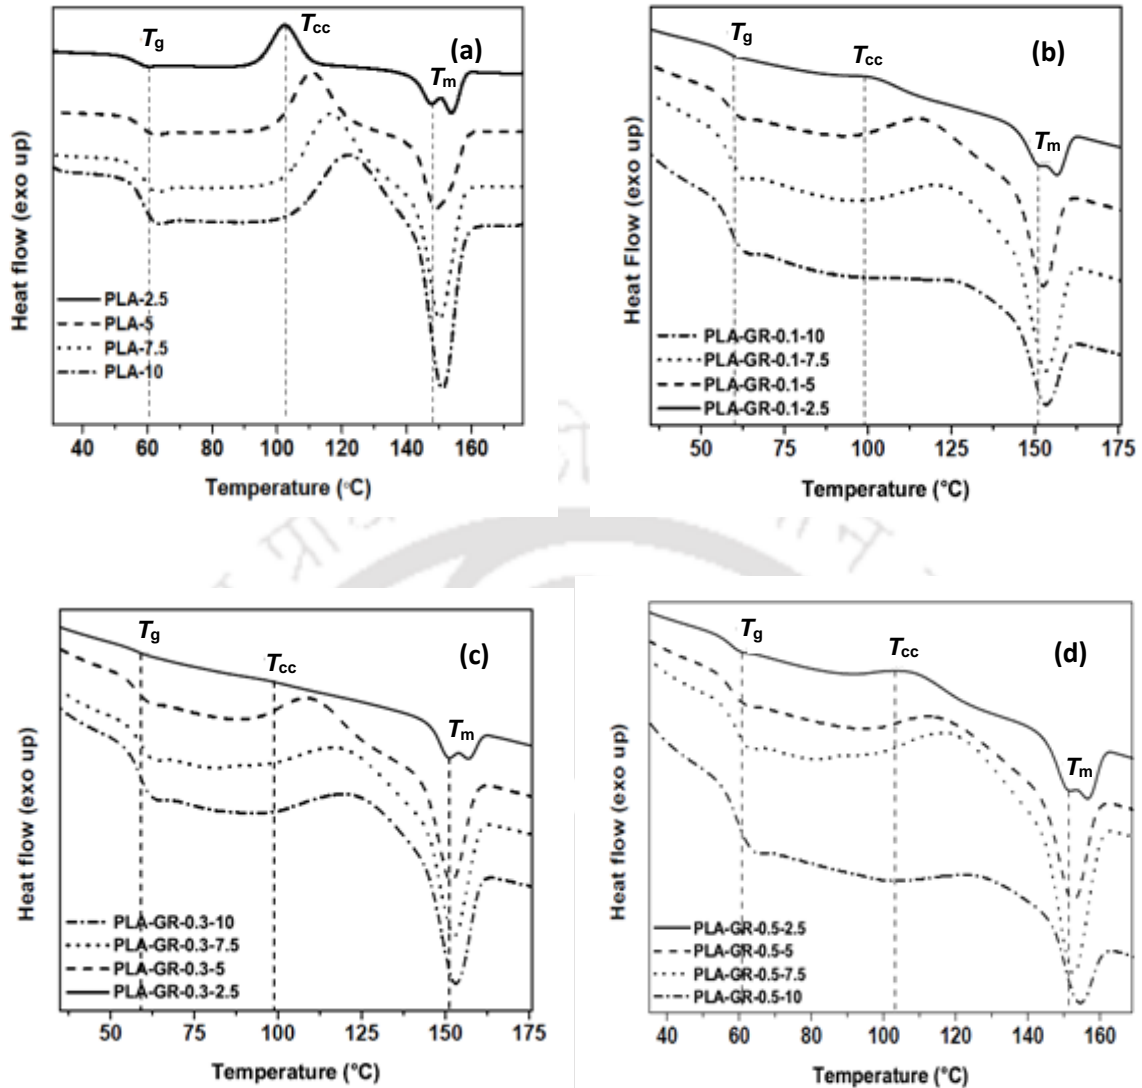 Tg
Tcc
(a)
Tm
Heat flow (exo up)
PLA-2.5
PLA-5
PLA-7.5
PLA-10
40 60 80 100 120 140 160
Temperature (°C)
Tg
Tcc
(b)
Tm
Heat Flow (exo up)
PLA-GR-0.1-10
PLA-GR-0.1-7.5
PLA-GR-0.1-5
PLA-GR-0.1-2.5
50 75 100 125 150 175
Temperature (°C)
Tg
Tcc
(c)
Tm
Heat flow (exo up)
PLA-GR-0.3-10
PLA-GR-0.3-7.5
PLA-GR-0.3-5
PLA-GR-0.3-2.5
50 75 100 125 150 175
Temperature (°C)
Tg
Tcc
(d)
Tm
Heat flow (exo up)
PLA-GR-0.5-2.5
PLA-GR-0.5-5
PLA-GR-0.5-7.5
PLA-GR-0.5-10
40 60 80 100 120 140 160
Temperature (°C)